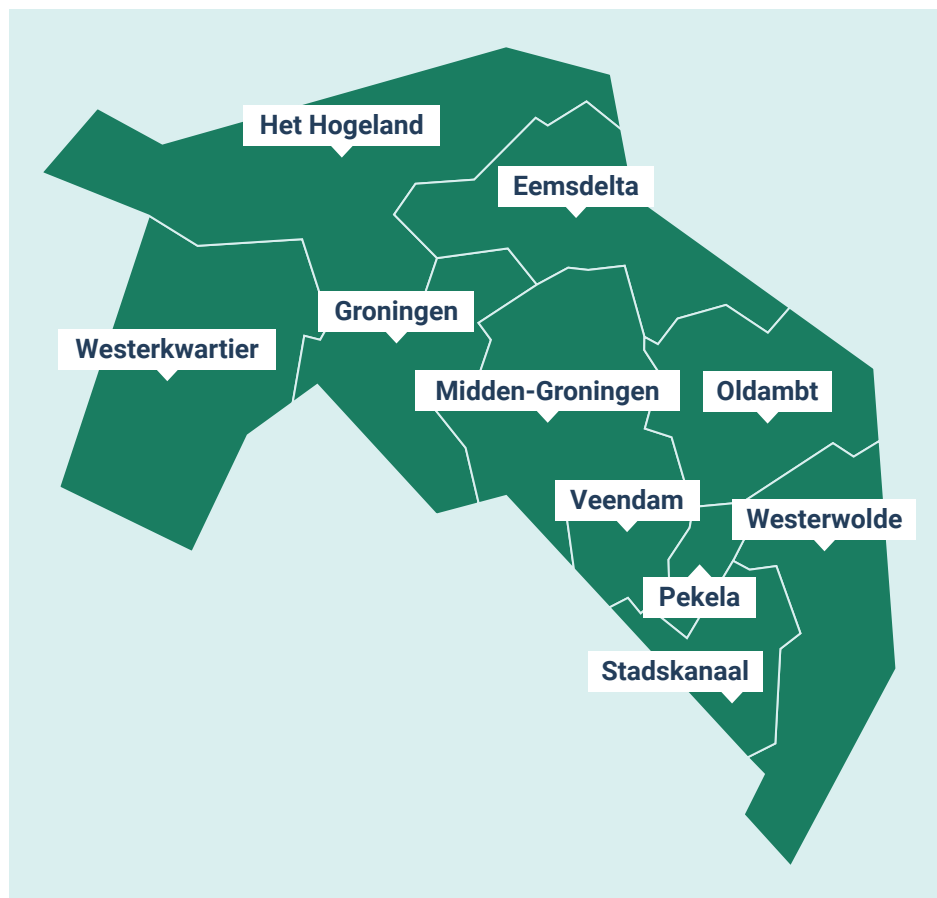 Het Hogeland
Eemsdelta
Groningen
Westerkwartier
Midden-Groningen
Oldambt
Veendam
Westerwolde
Pekela
Stadskanaal